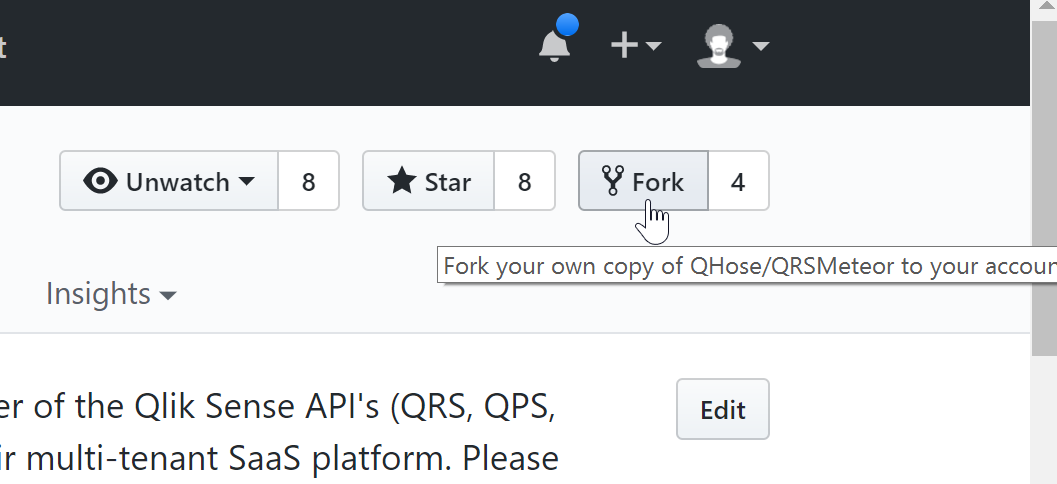 t
Unwatch 8 Star 8 Fork 4
Fork your own copy of QHose/QRSMeteor to your accoun
Insights
er of the Qlik Sense API's (QRS, QPS,
Edit
ir multi-tenant SaaS platform. Please